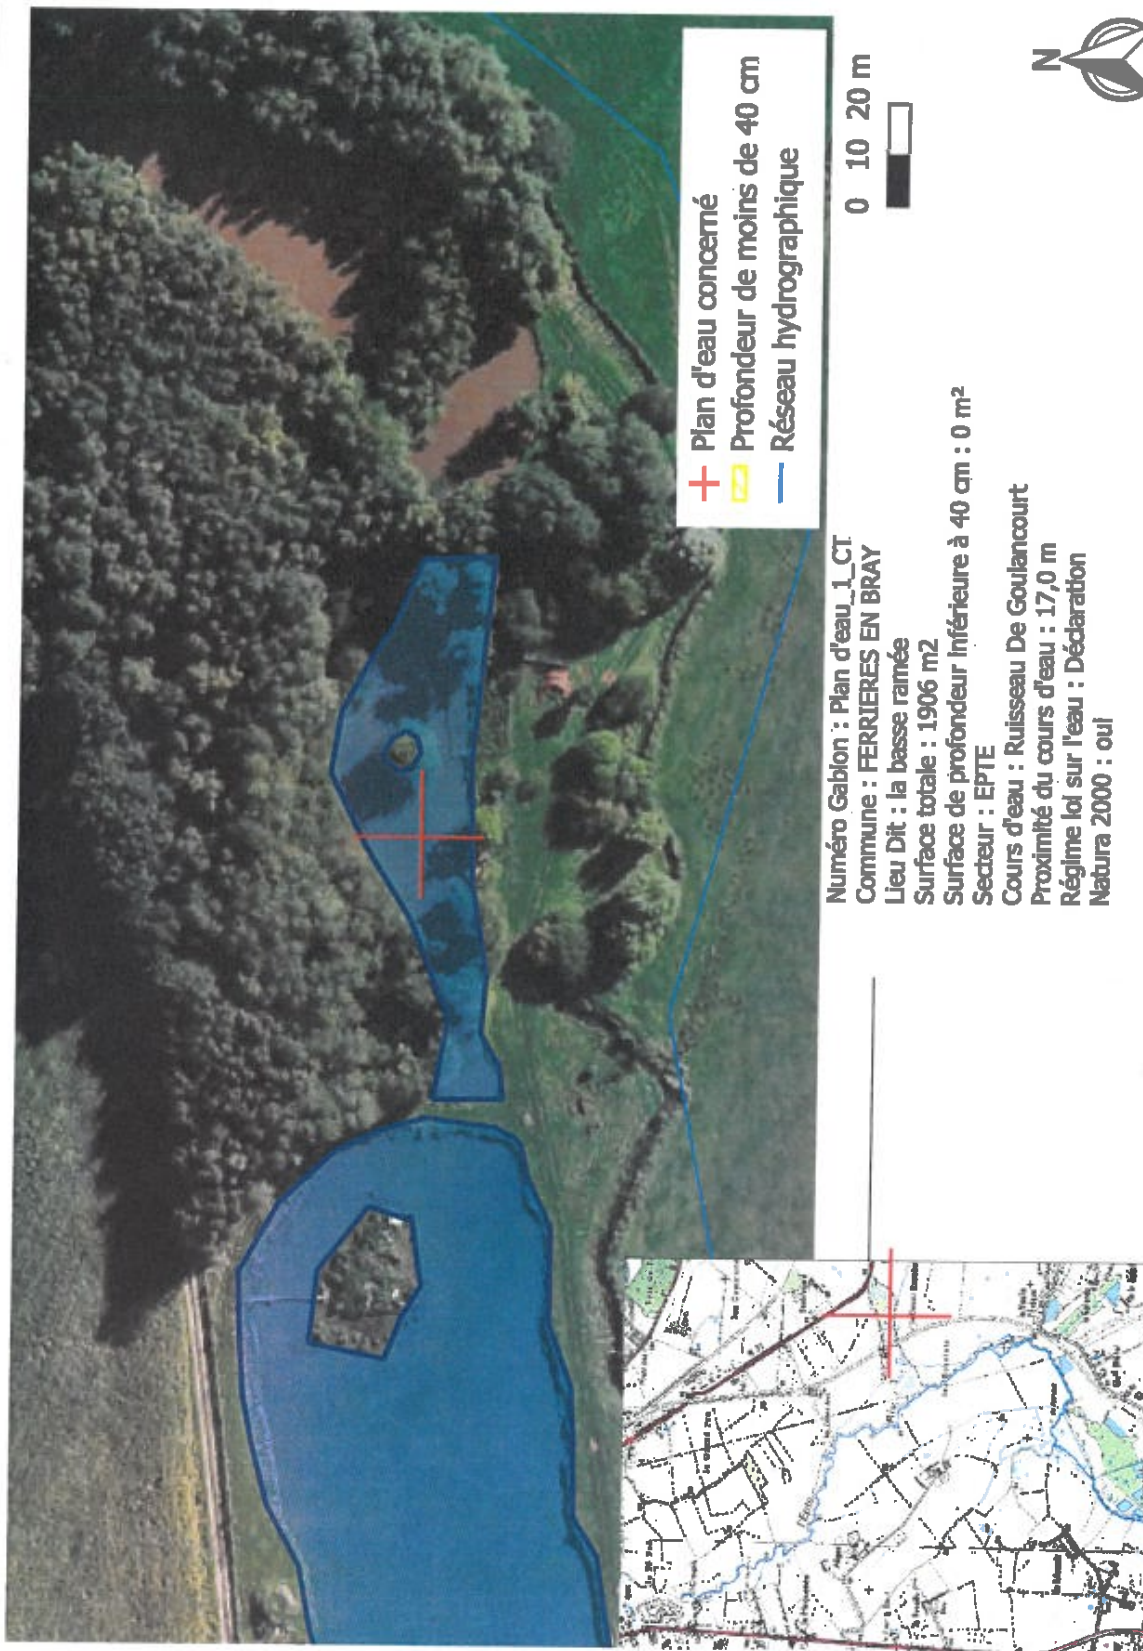 Plan d'eau concerné
Profondeur de moins de 40 cm
Réseau hydrographique
0 10 20 m
N
Numéro Gabion : Plan d'eau_1_CT
Commune : FERRIERES EN BRAY
Lieu Dit : la basse ramée
Surface totale : 1906 m2
Surface de profondeur inférieure à 40 cm : 0 m²
Secteur : EPTE
Cours d'eau : Ruisseau De Goulancourt
Proximité du cours d'eau : 17,0 m
Régime loi sur l'eau : Déclaration
Natura 2000 : oui